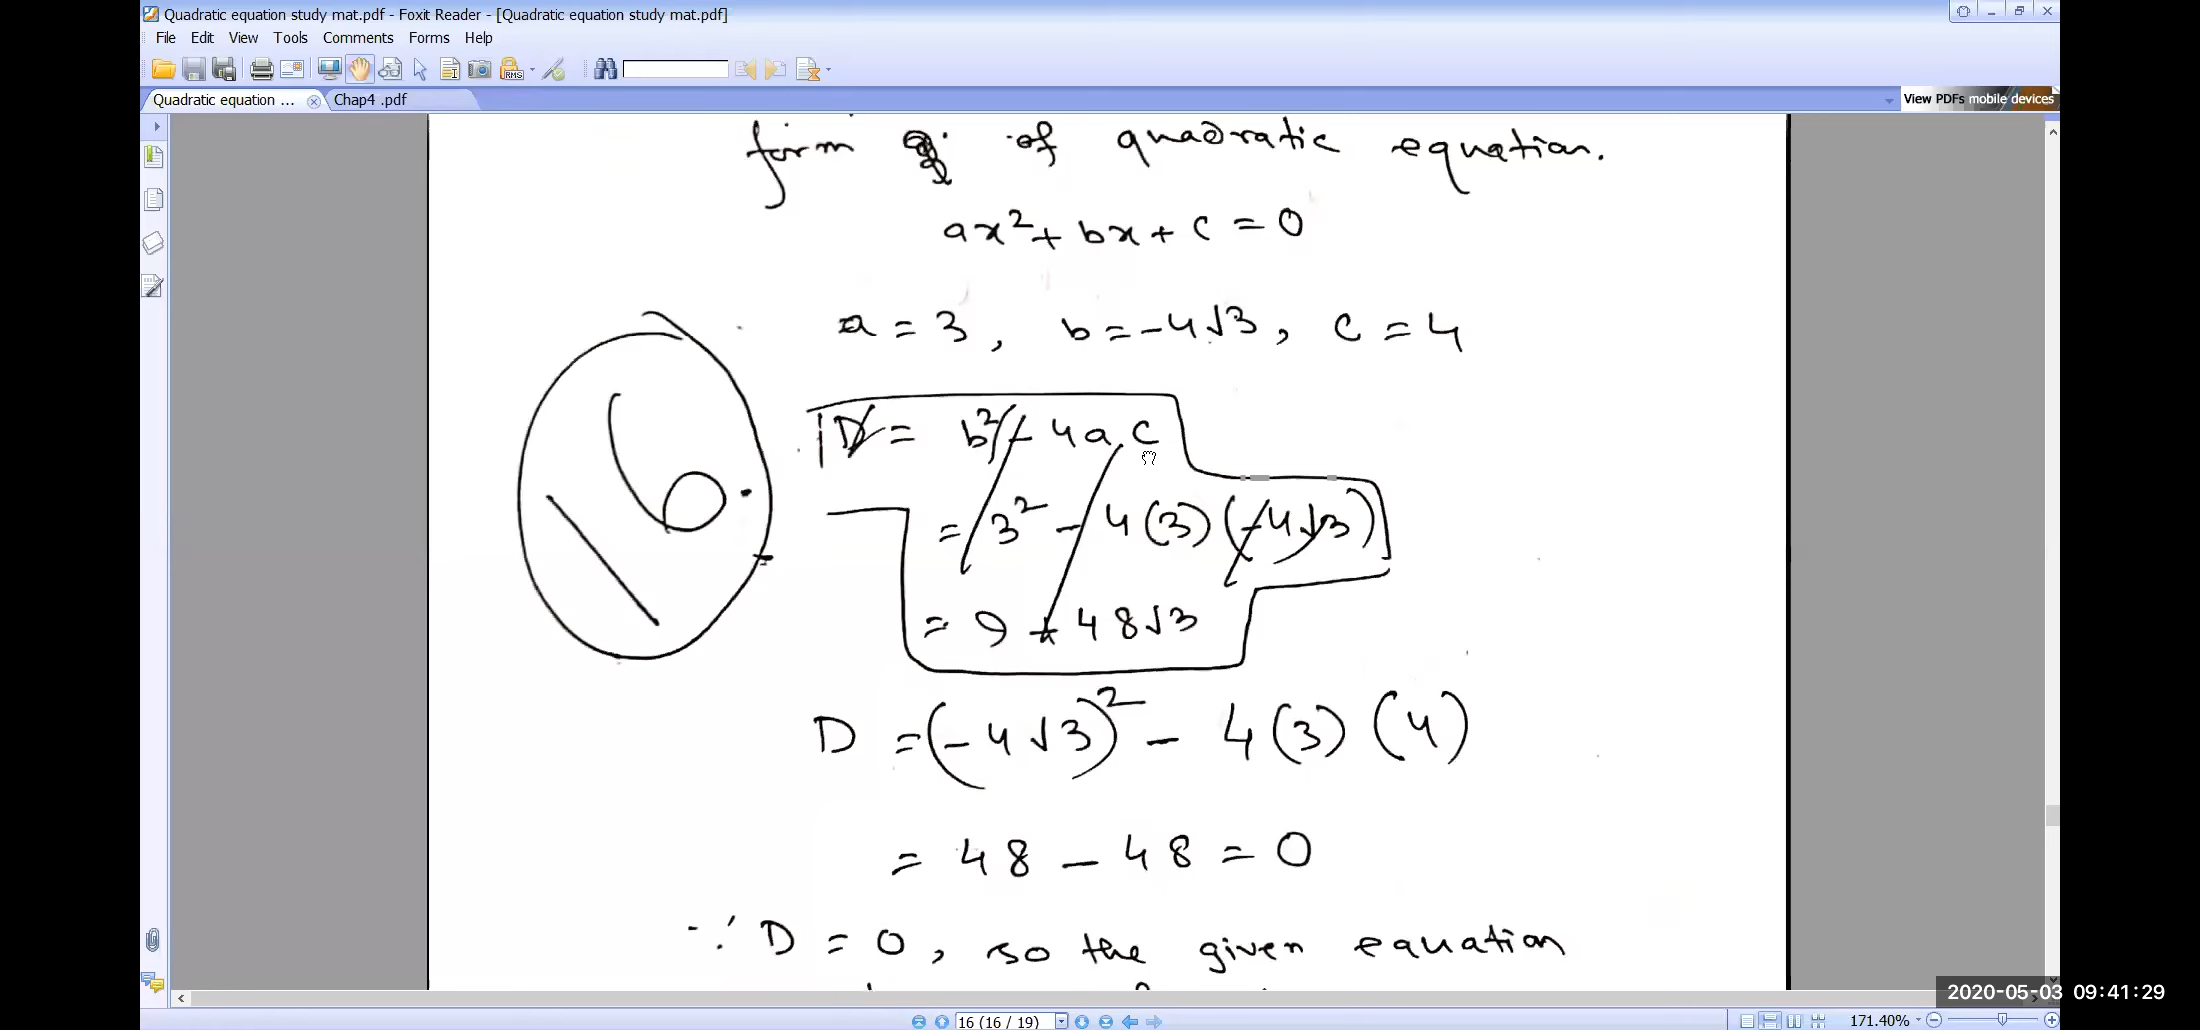 Quadratic equation study mat.pdf - Foxit Reader - [Quadratic equation study mat.pdf]
File Edit View Tools Comments Forms Help
RMS
Quadratic equation ... Chap4 .pdf
View PDFs mobile devices
form of quadratic equation.
ax² + bx + c = 0
a = 3, b = -4√3, c = 4
16.
D = b² - 4ac
= 3² - 4(3)(-4√3)
= 9 + 48√3
D = (-4√3)² - 4(3)(4)
= 48 - 48 = 0
∵ D = 0, so the given equation
2020-05-03 09:41:29
16 (16 / 19)
171.40%